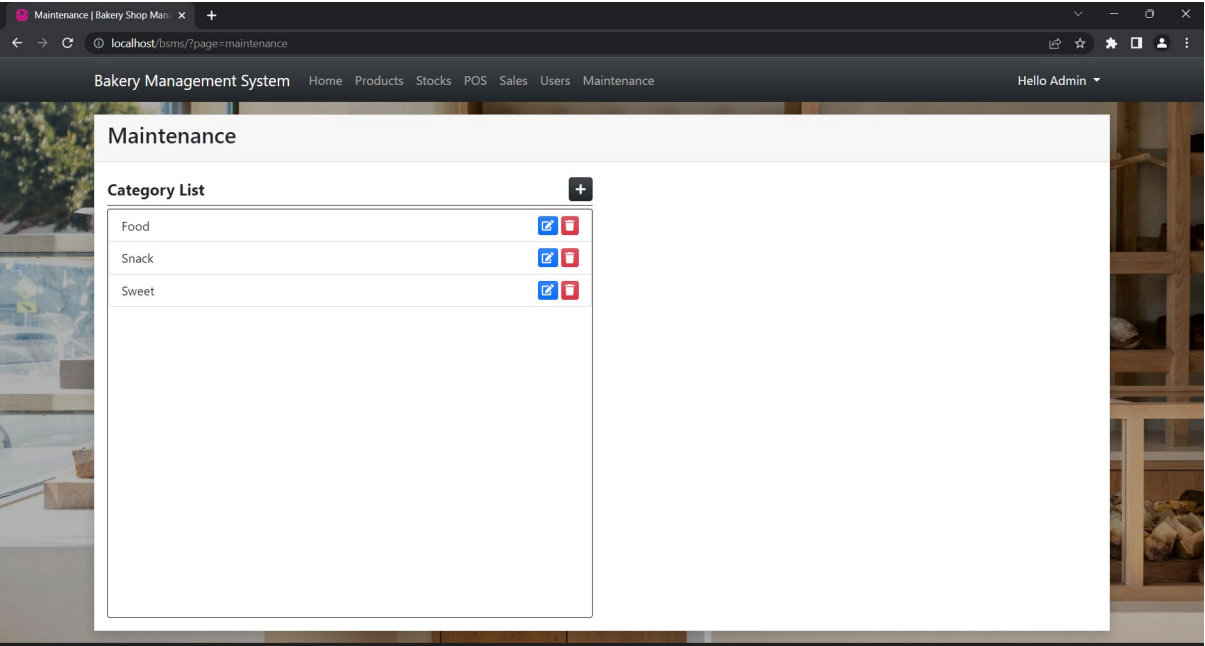 Maintenance | Bakery Shop Man
localhost/bsms/?page=maintenance
Bakery Management System Home Products Stocks POS Sales Users Maintenance Hello Admin
Maintenance
Category List
Food
Snack
Sweet